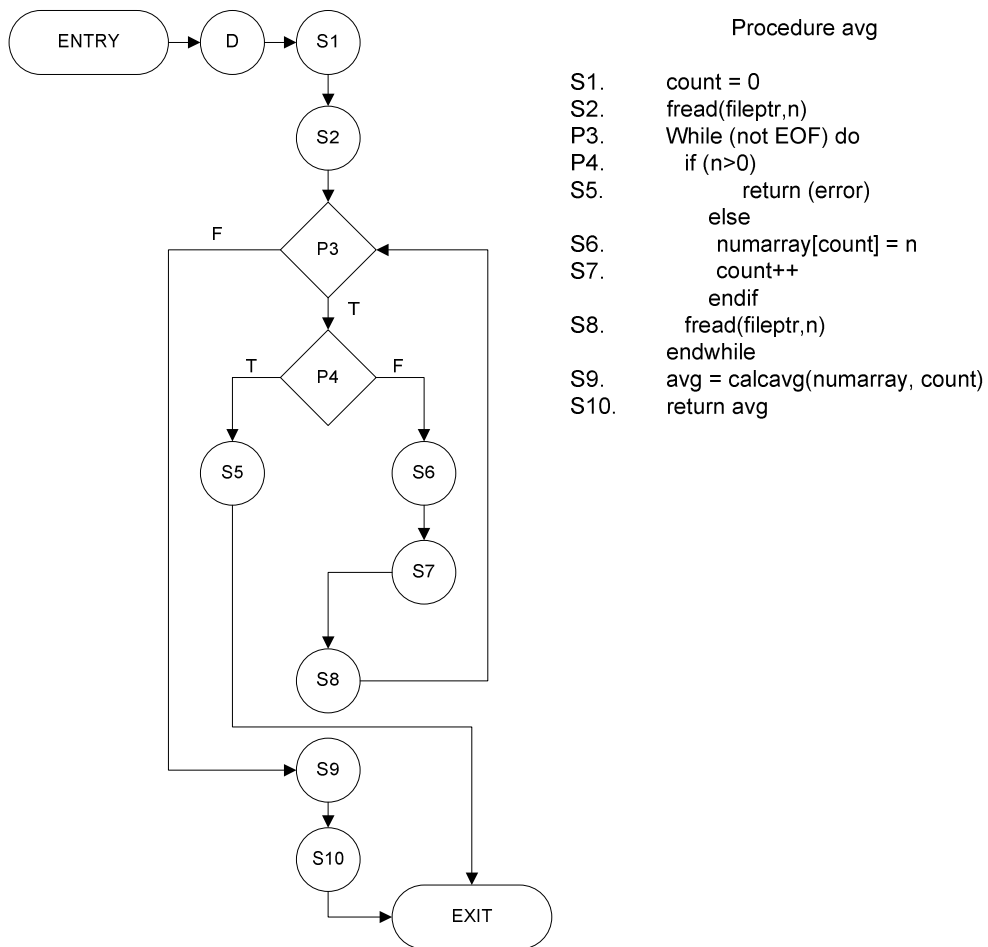 ENTRY
D
S1
S2
F
P3
T
T
P4
F
S5
S6
S7
S8
S9
S10
EXIT
Procedure avg
S1. count = 0
S2. fread(fileptr,n)
P3. While (not EOF) do
P4. if (n>0)
S5. return (error)
else
S6. numarray[count] = n
S7. count++
endif
S8. fread(fileptr,n)
endwhile
S9. avg = calcavg(numarray, count)
S10. return avg